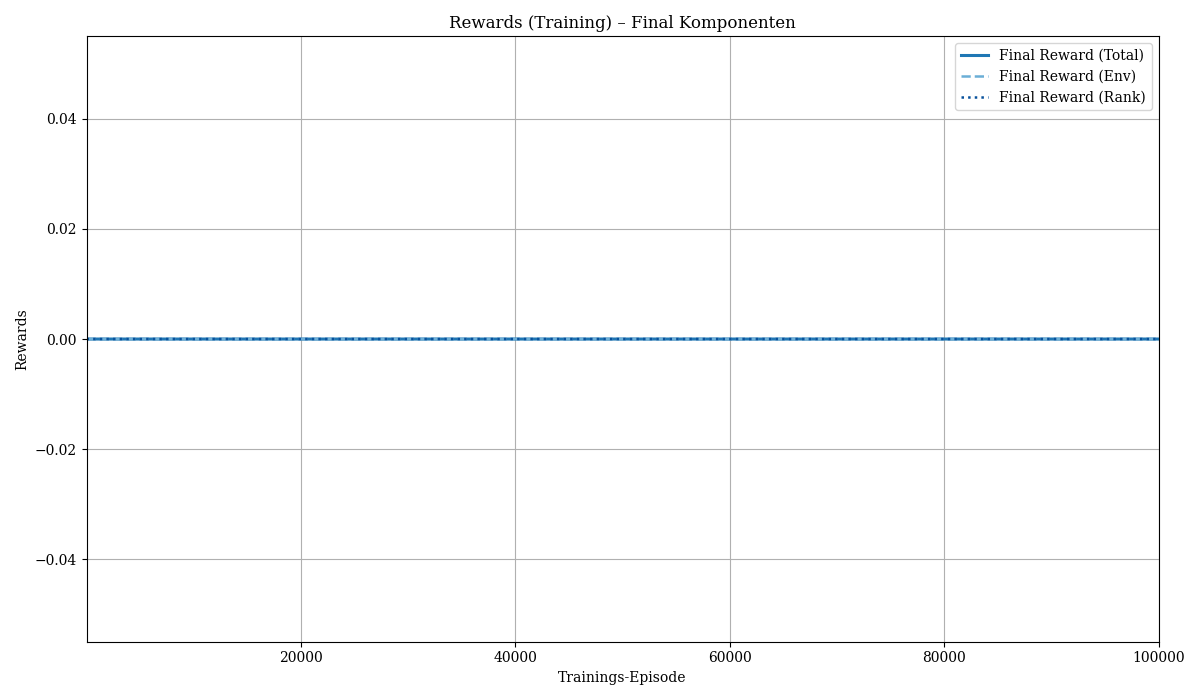 Rewards (Training) – Final Komponenten
Final Reward (Total)
Final Reward (Env)
Final Reward (Rank)
0.04
0.02
0.00
−0.02
−0.04
Rewards
20000
40000
60000
80000
100000
Trainings-Episode